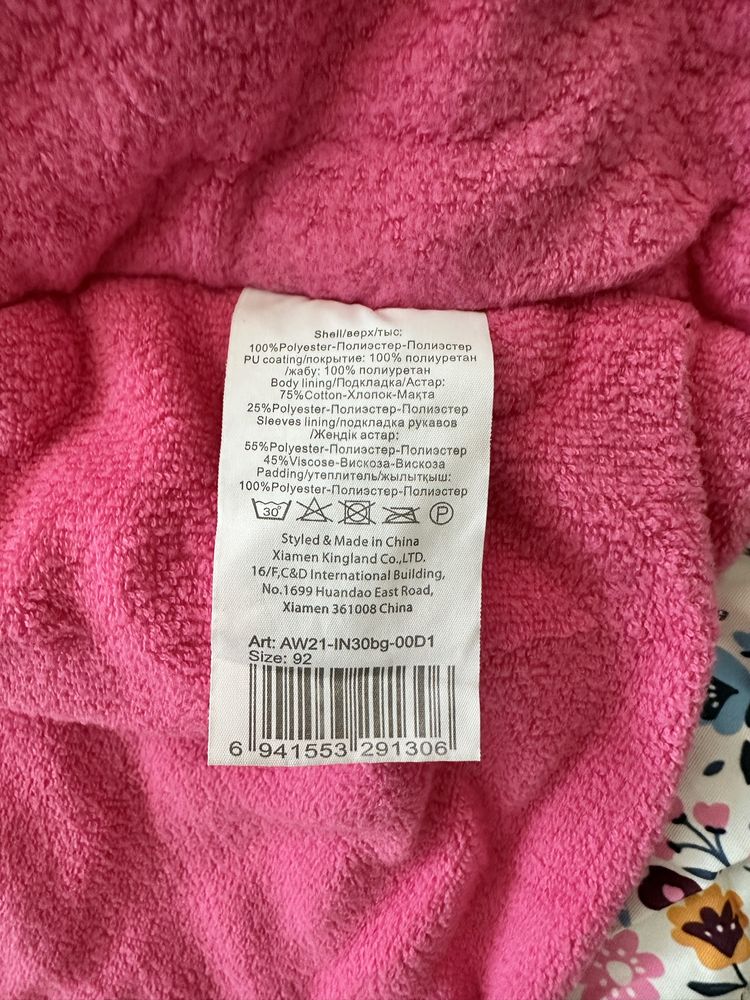 Shell/верх/тыс:
100%Polyester-Полиэстер-Полиэстер
PU coating/покрытие: 100% полиуретан
/жабу: 100% полиуретан
Body lining/Подкладка/Астар:
75%Cotton-Хлопок-Мақта
25%Polyester-Полиэстер-Полиэстер
Sleeves lining/подкладка рукавов
/Жеңдік астар:
55%Polyester-Полиэстер-Полиэстер
45%Viscose-Вискоза-Вискоза
Padding/утеплитель/жылытқыш:
100%Polyester-Полиэстер-Полиэстер
30° P
Styled & Made in China
Xiamen Kingland Co.,LTD.
16/F,C&D International Building,
No.1699 Huandao East Road,
Xiamen 361008 China
Art: AW21-IN30bg-00D1
Size: 92
6 941553 291306